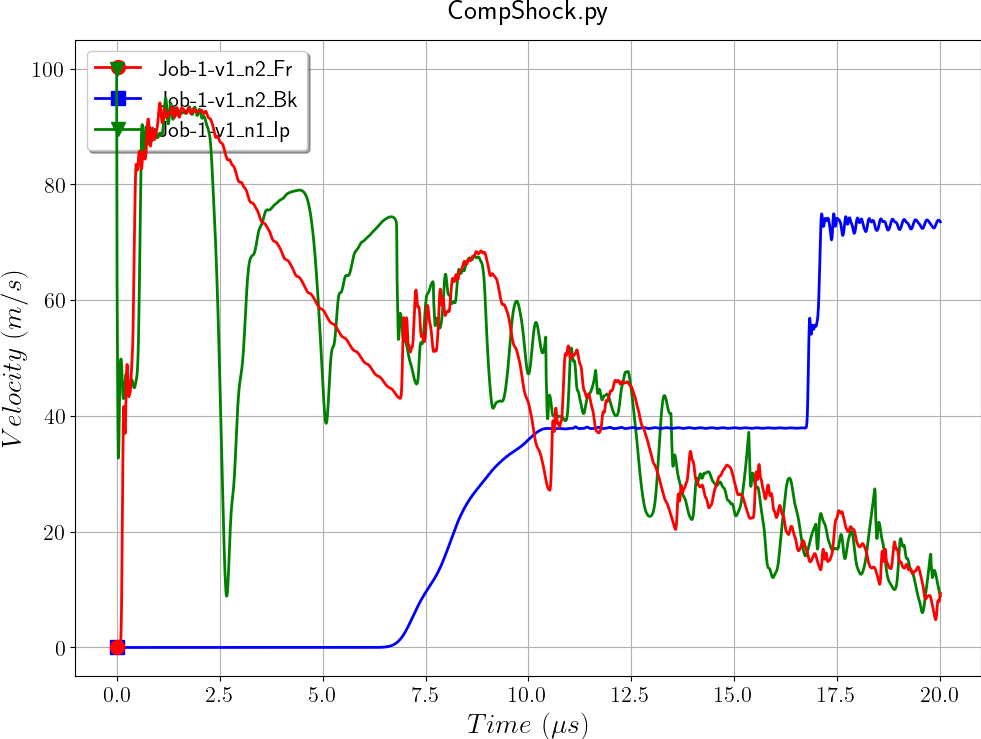 CompShock.py
Job-1-v1_n2_Fr
Job-1-v1_n2_Bk
Job-1-v1_n1_Ip
100
80
60
40
20
0
Velocity (m/s)
0.0 2.5 5.0 7.5 10.0 12.5 15.0 17.5 20.0
Time (μs)